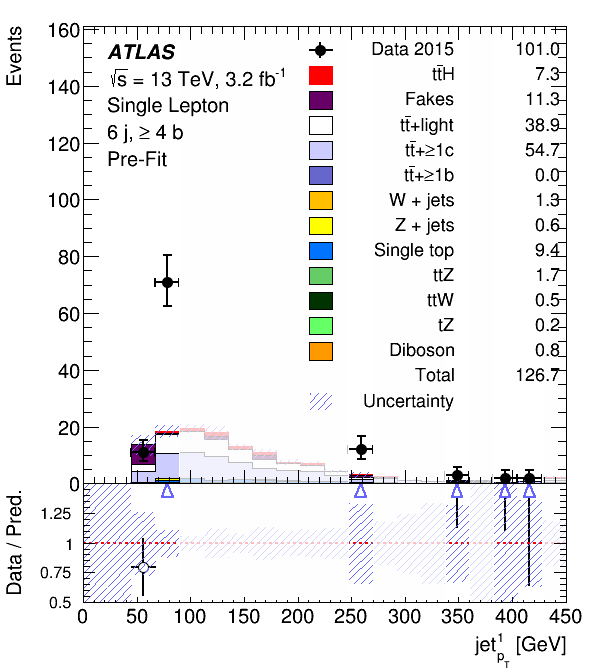 Events
160
140
120
100
80
60
40
20
0
ATLAS
√s = 13 TeV, 3.2 fb-1
Single Lepton
6 j, ≥ 4 b
Pre-Fit
Data 2015 101.0
tt̄H 7.3
Fakes 11.3
tt̄+light 38.9
tt̄+≥1c 54.7
tt̄+≥1b 0.0
W + jets 1.3
Z + jets 0.6
Single top 9.4
ttZ 1.7
ttW 0.5
tZ 0.2
Diboson 0.8
Total 126.7
Uncertainty
Data / Pred.
1.25
1
0.75
0.5
0 50 100 150 200 250 300 350 400 450
jet1pT [GeV]